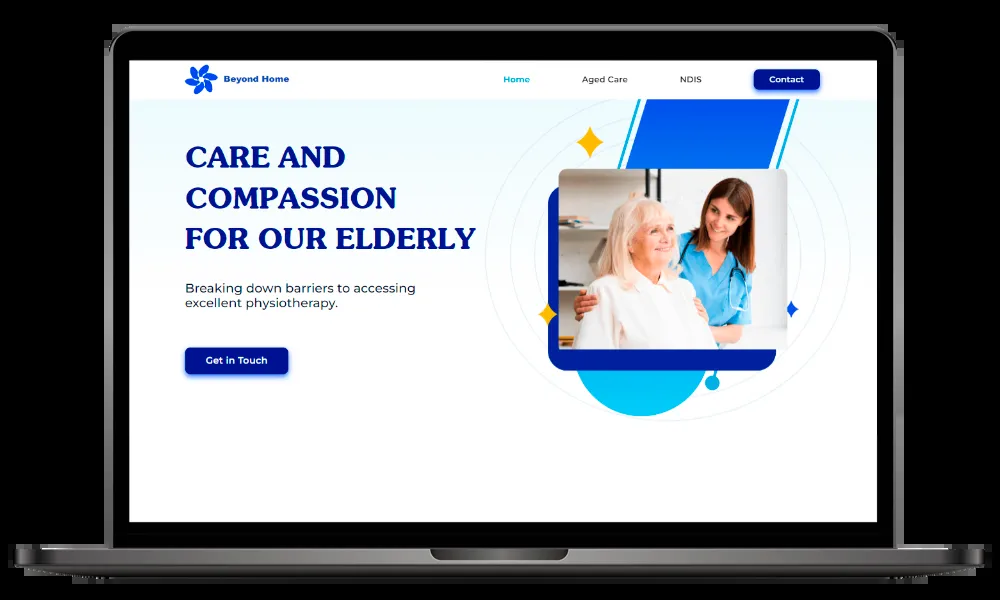 Beyond Home
Home
Aged Care
NDIS
Contact
CARE AND
COMPASSION
FOR OUR ELDERLY
Breaking down barriers to accessing
excellent physiotherapy.
Get in Touch